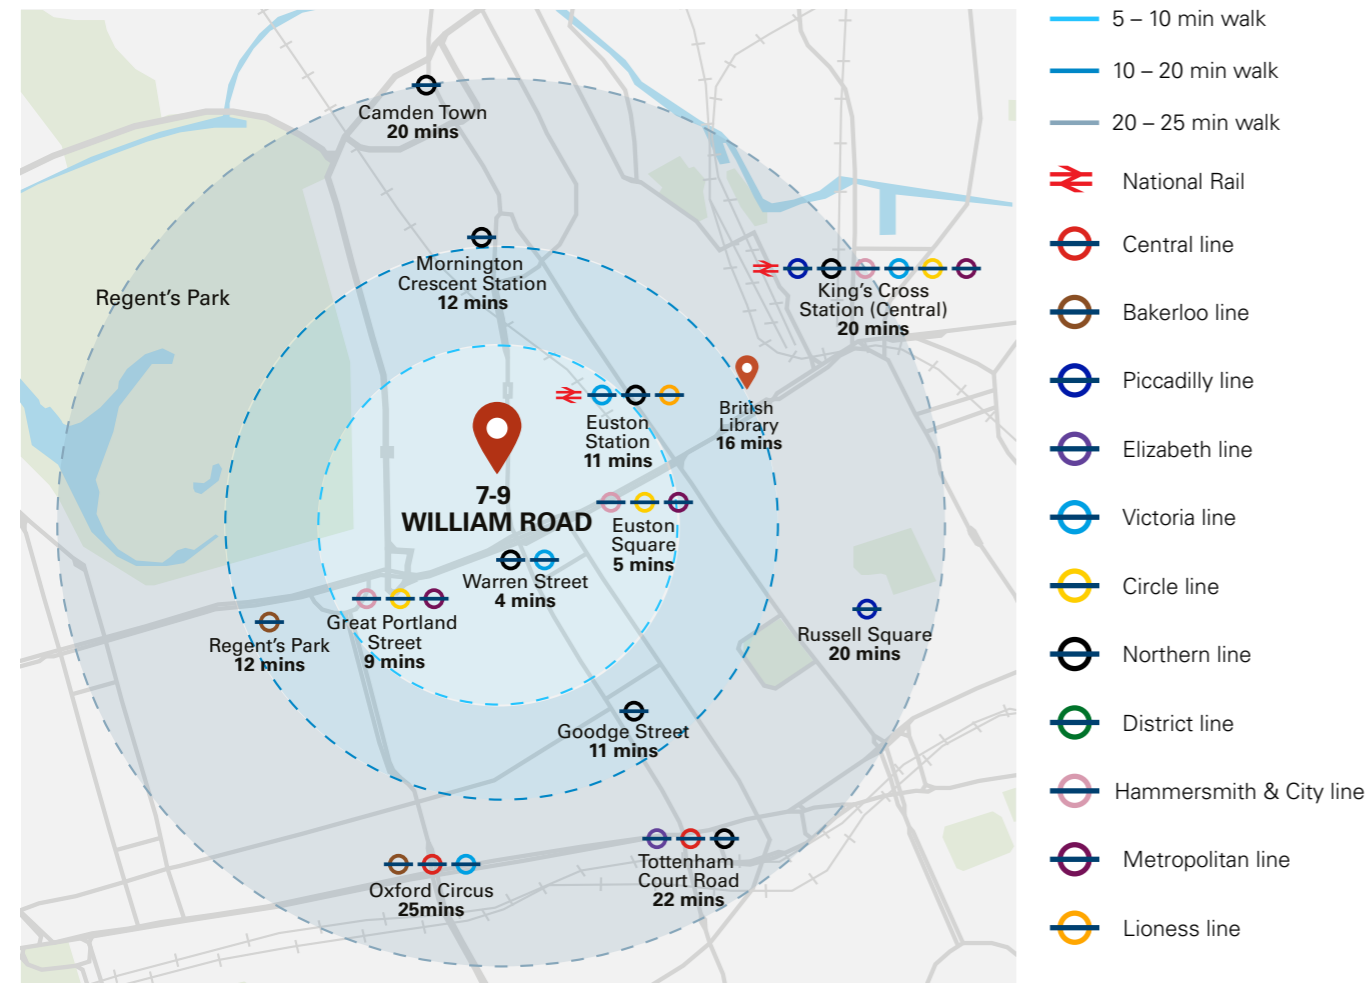 Camden Town
20 mins
Mornington
Crescent Station
12 mins
Regent's Park
King's Cross
Station (Central)
20 mins
British
Library
16 mins
Euston
Station
11 mins
7-9
WILLIAM ROAD
Euston
Square
5 mins
Warren Street
4 mins
Great Portland
Street
9 mins
Regent's Park
12 mins
Russell Square
20 mins
Goodge Street
11 mins
Tottenham
Court Road
22 mins
Oxford Circus
25mins
5 – 10 min walk
10 – 20 min walk
20 – 25 min walk
National Rail
Central line
Bakerloo line
Piccadilly line
Elizabeth line
Victoria line
Circle line
Northern line
District line
Hammersmith & City line
Metropolitan line
Lioness line